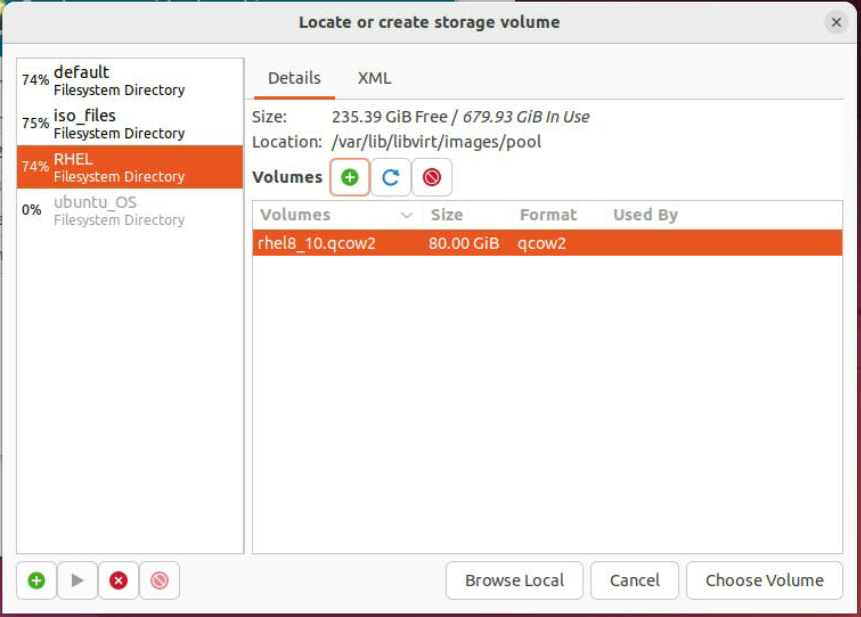 Locate or create storage volume
74% default
Filesystem Directory
75% iso_files
Filesystem Directory
74% RHEL
Filesystem Directory
0% ubuntu_OS
Filesystem Directory
Details XML
Size: 235.39 GiB Free / 679.93 GiB In Use
Location: /var/lib/libvirt/images/pool
Volumes
Volumes Size Format Used By
rhel8_10.qcow2 80.00 GiB qcow2
Browse Local Cancel Choose Volume